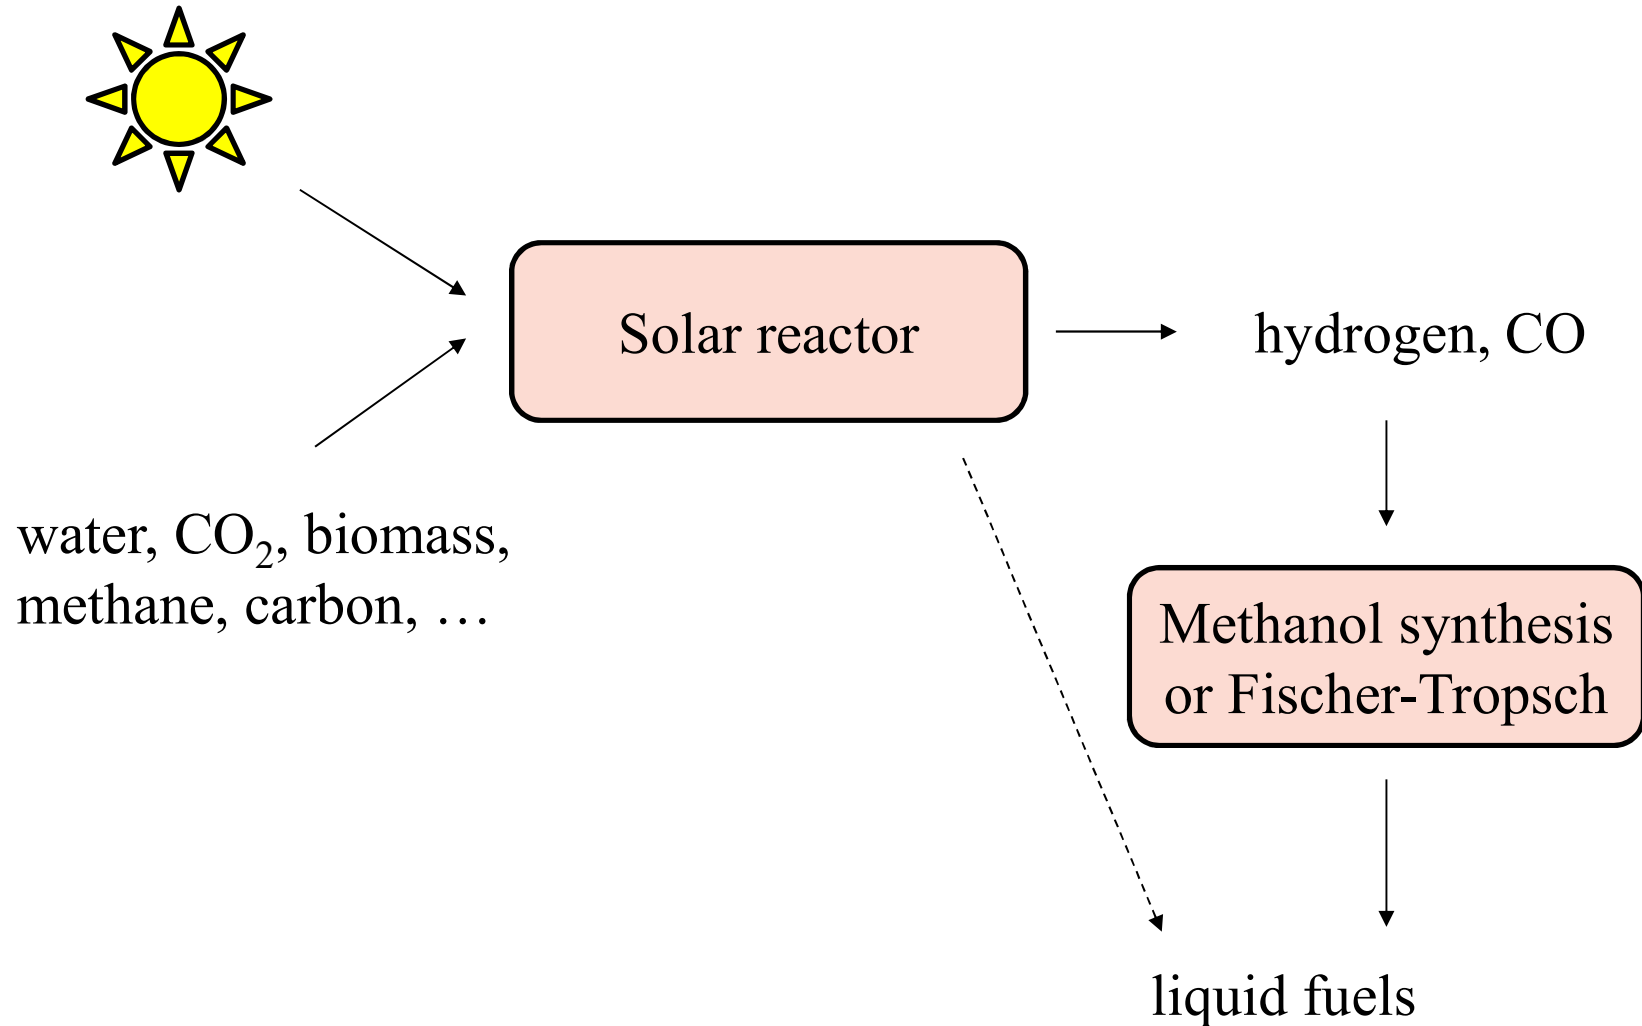 Solar reactor
hydrogen, CO
water, CO₂, biomass,
methane, carbon, …
Methanol synthesis
or Fischer-Tropsch
liquid fuels